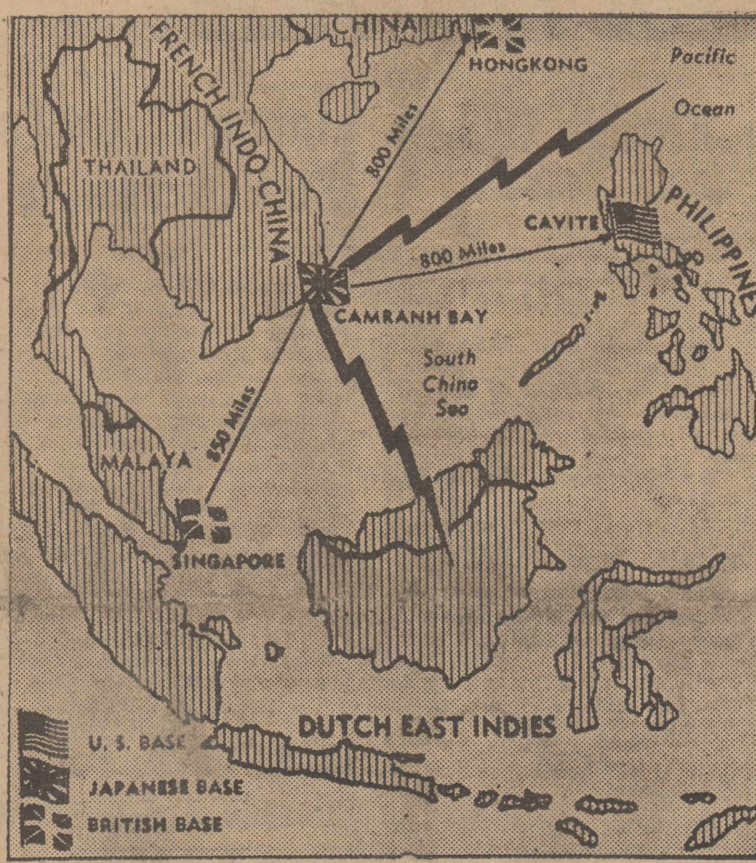 CHINA
HONGKONG
Pacific
Ocean
FRENCH INDO-CHINA
THAILAND
800 Miles
CAVITE
PHILIPPINES
800 Miles
CAMRANH BAY
South
China
Sea
850 Miles
MALAYA
SINGAPORE
DUTCH EAST INDIES
U. S. BASE
JAPANESE BASE
BRITISH BASE